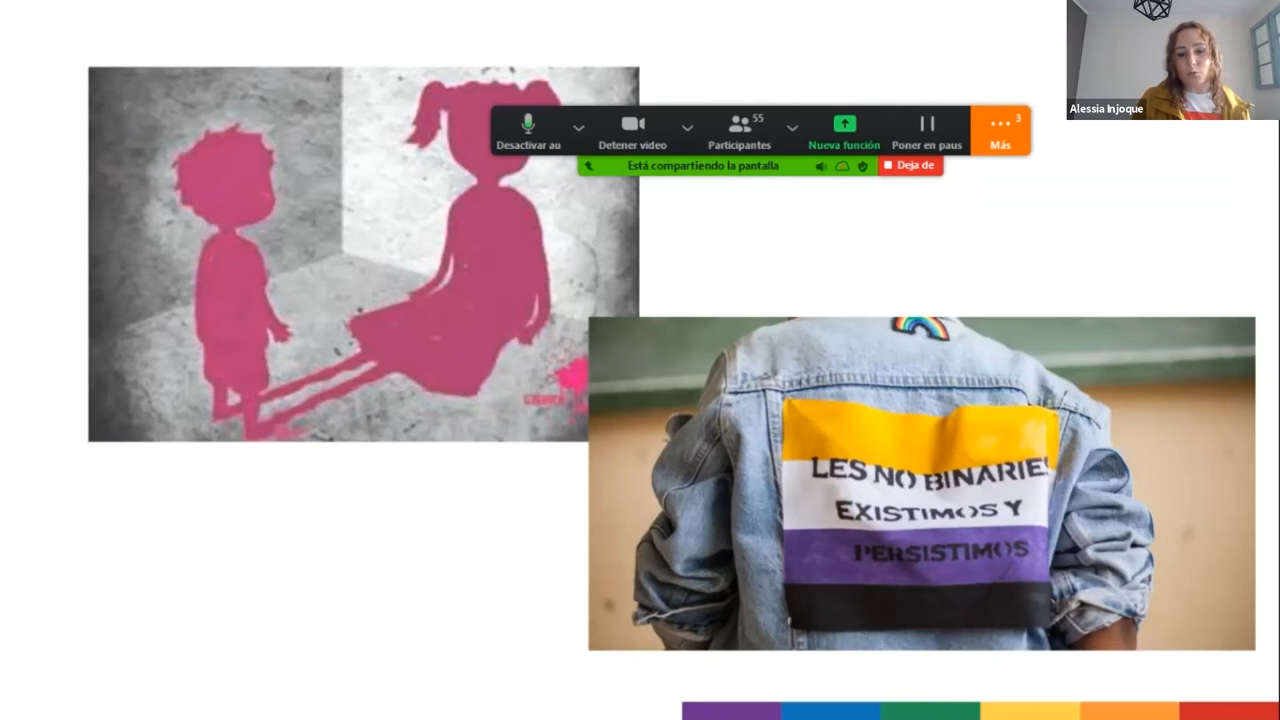 Alessia Injoque
55
3
Desactivar au
Detener video
Participantes
Nueva función
Poner en paus
Más
Está compartiendo la pantalla
Deja de
LES NO BINARIES
EXISTIMOS Y
PERSISTIMOS